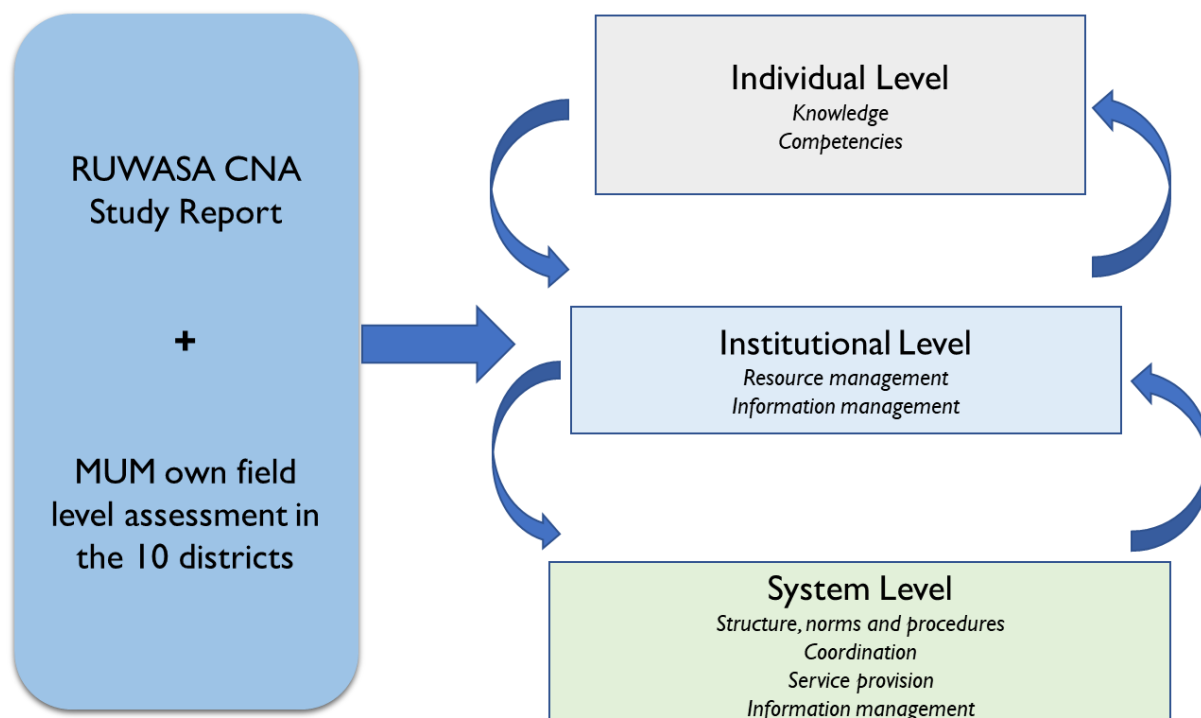 RUWASA CNA
Study Report
+
MUM own field
level assessment in
the 10 districts
Individual Level
Knowledge
Competencies
Institutional Level
Resource management
Information management
System Level
Structure, norms and procedures
Coordination
Service provision
Information management